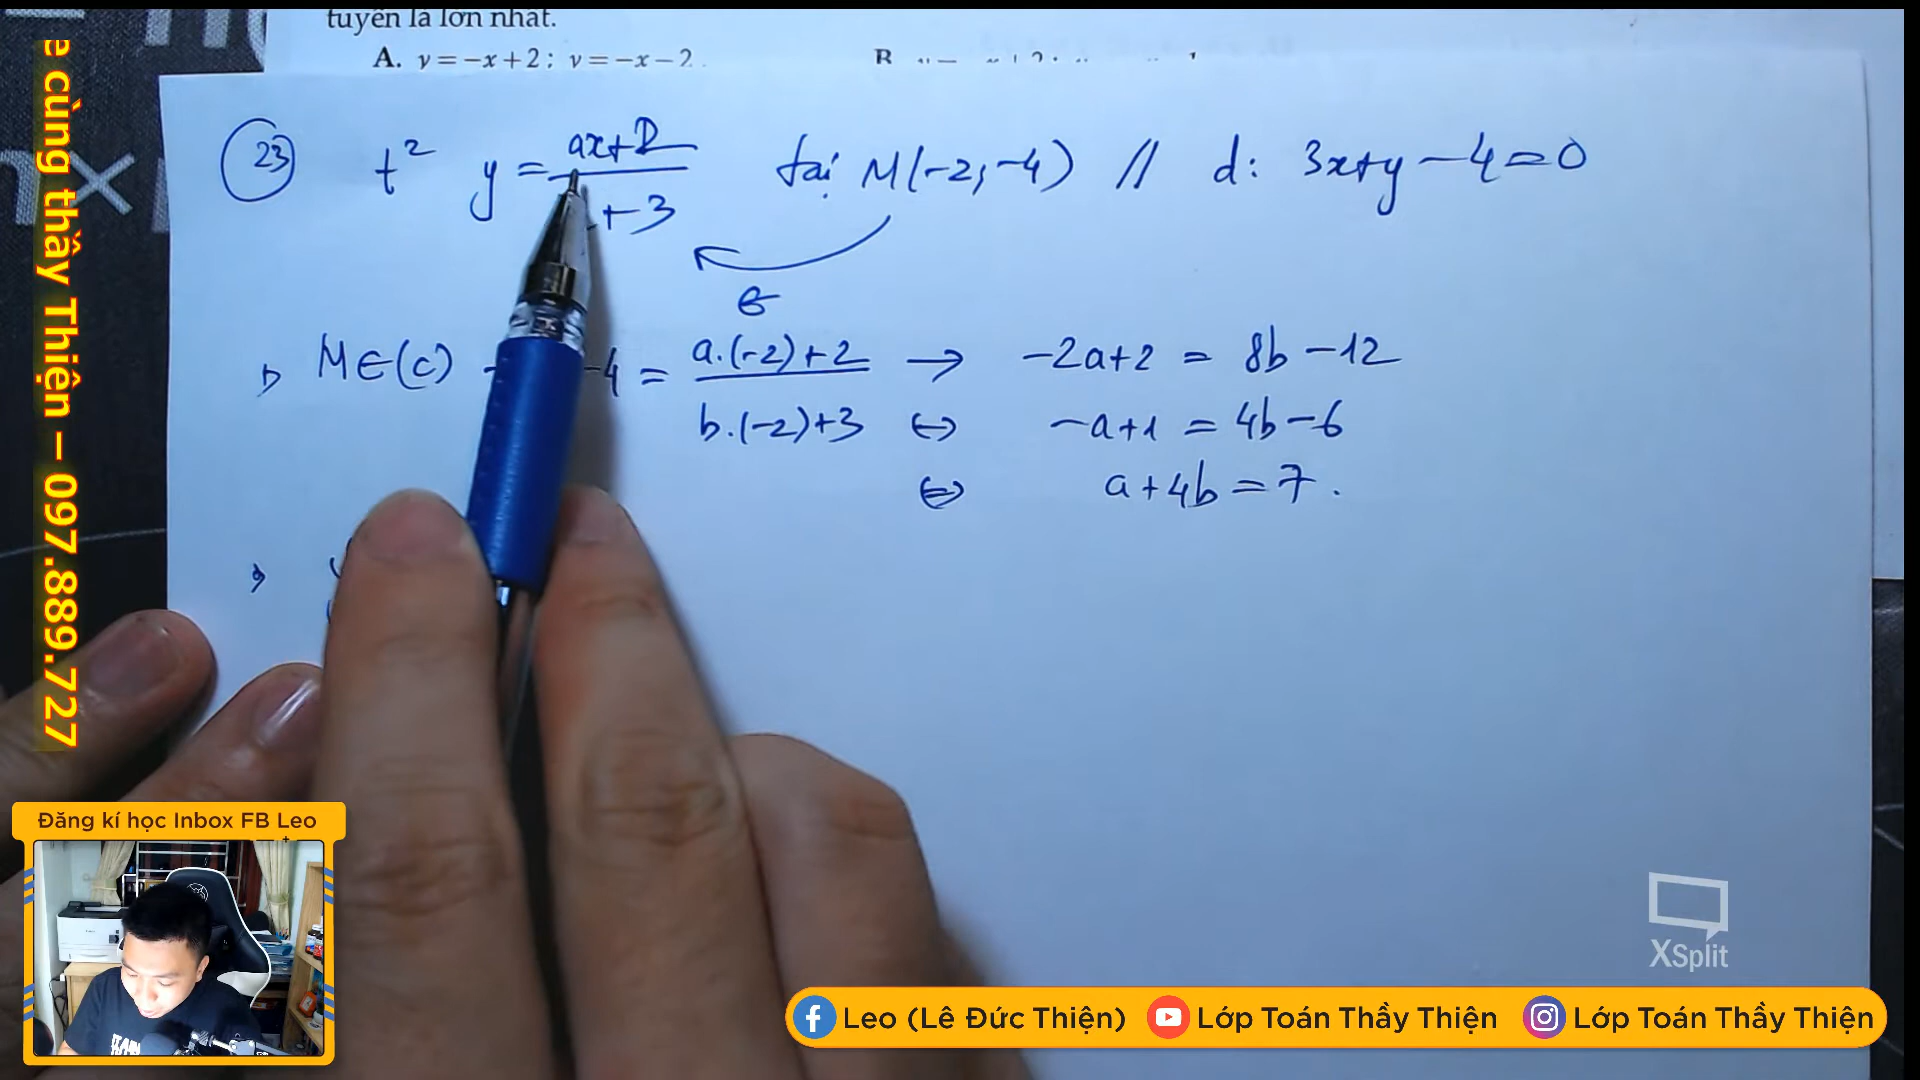 tuyến là lớn nhất.
A. y = −x + 2 ; y = −x − 2 .
B
23 t² y = ax+2 / +3 tại M(-2,-4) // d: 3x+y-4=0
M∈(C) -4 = a.(-2)+2 / b.(-2)+3 → -2a+2 = 8b-12
↔ -a+1 = 4b-6
⇔ a+4b=7.
cùng thầy Thiện – 097.889.727
Đăng kí học Inbox FB Leo
XSplit
Leo (Lê Đức Thiện)
Lớp Toán Thầy Thiện
Lớp Toán Thầy Thiện